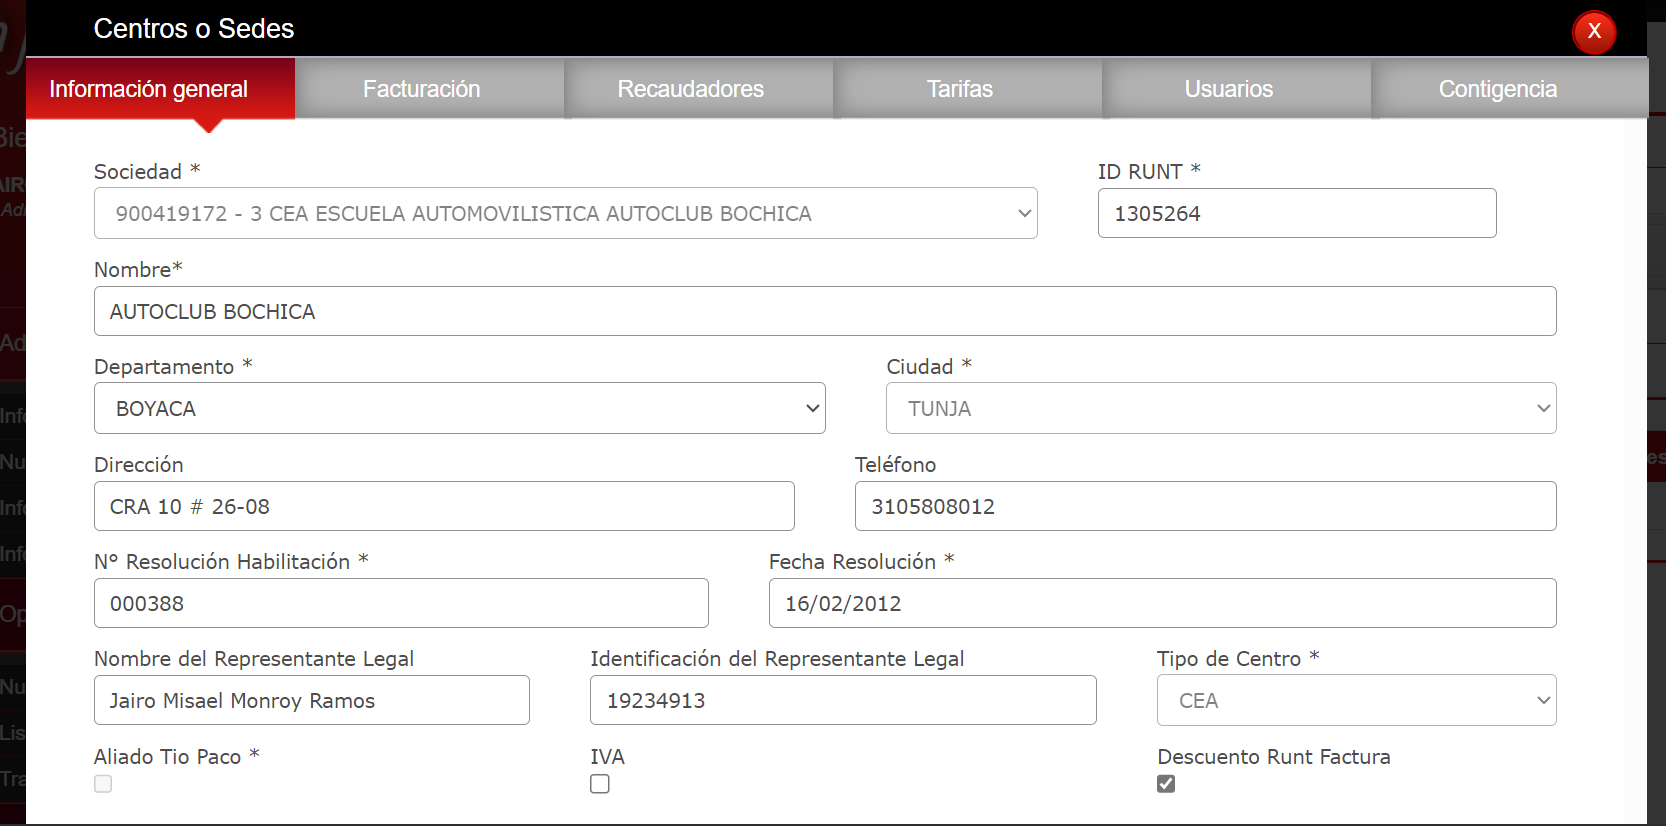 Centros o Sedes
X
Información general
Facturación
Recaudadores
Tarifas
Usuarios
Contigencia
Sociedad *
ID RUNT *
900419172 - 3 CEA ESCUELA AUTOMOVILISTICA AUTOCLUB BOCHICA
1305264
Nombre*
AUTOCLUB BOCHICA
Departamento *
Ciudad *
BOYACA
TUNJA
Dirección
Teléfono
CRA 10 # 26-08
3105808012
N° Resolución Habilitación *
Fecha Resolución *
000388
16/02/2012
Nombre del Representante Legal
Identificación del Representante Legal
Tipo de Centro *
Jairo Misael Monroy Ramos
19234913
CEA
Aliado Tio Paco *
IVA
Descuento Runt Factura